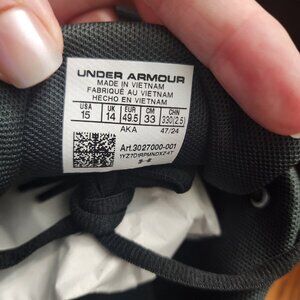 UNDER ARMOUR
MADE IN VIETNAM
FABRIQUÉ AU VIETNAM
HECHO EN VIETNAM
USA UK EUR CM CHN
15 14 49.5 33 330(2.5)
AKA 47/24
Art.3027000-001